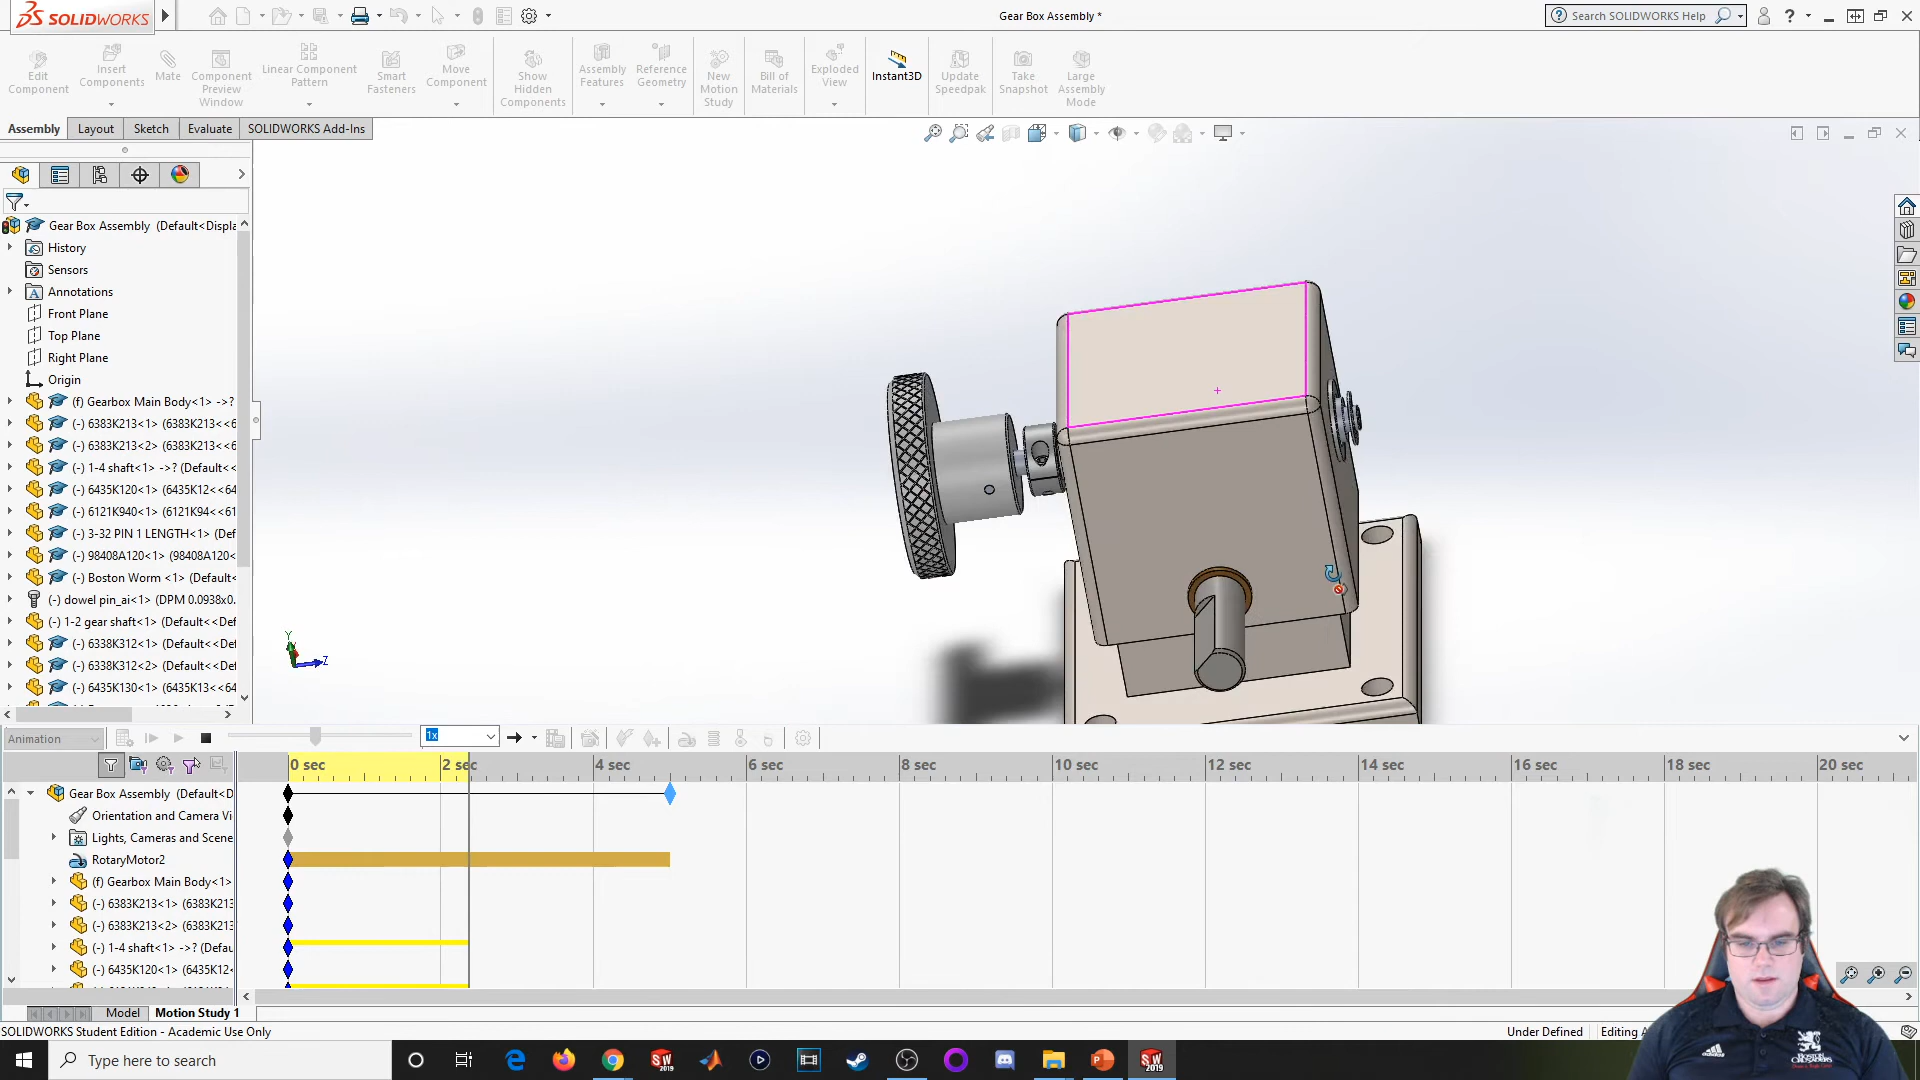 SOLIDWORKS
Gear Box Assembly *
Search SOLIDWORKS Help
?
Edit Component
Insert Components
Mate
Component Preview Window
Linear Component Pattern
Smart Fasteners
Move Component
Show Hidden Components
Assembly Features
Reference Geometry
New Motion Study
Bill of Materials
Exploded View
Instant3D
Update Speedpak
Take Snapshot
Large Assembly Mode
Assembly
Layout
Sketch
Evaluate
SOLIDWORKS Add-Ins
Gear Box Assembly (Default<Displa
History
Sensors
Annotations
Front Plane
Top Plane
Right Plane
Origin
(f) Gearbox Main Body<1> ->?
(-) 6383K213<1> (6383K213<<6
(-) 6383K213<2> (6383K213<<6
(-) 1-4 shaft<1> ->? (Default<<
(-) 6435K120<1> (6435K12<<64
(-) 6121K940<1> (6121K94<<61
(-) 3-32 PIN 1 LENGTH<1> (Def
(-) 98408A120<1> (98408A120<
(-) Boston Worm <1> (Default<
(-) dowel pin_ai<1> (DPM 0.0938x0.
(-) 1-2 gear shaft<1> (Default<Def
(-) 6338K312<1> (Default<<Def
(-) 6338K312<2> (Default<<Def
(-) 6435K130<1> (6435K13<<64
Y
Z
Animation
1x
0 sec
2 sec
4 sec
6 sec
8 sec
10 sec
12 sec
14 sec
16 sec
18 sec
20 sec
Gear Box Assembly (Default<D
Orientation and Camera Vi
Lights, Cameras and Scene
RotaryMotor2
(f) Gearbox Main Body<1>
(-) 6383K213<1> (6383K213
(-) 6383K213<2> (6383K213
(-) 1-4 shaft<1> ->? (Defau
(-) 6435K120<1> (6435K12<
Model
Motion Study 1
SOLIDWORKS Student Edition - Academic Use Only
Under Defined
Editing A
Type here to search
SW 2019
SW 2019
adidas
BOSTON CRUSADERS